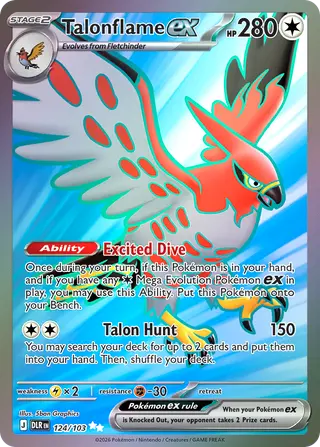 STAGE 2
Talonflame ex HP 280
Evolves from Fletchinder
Ability Excited Dive
Once during your turn, if this Pokémon is in your hand,
and if you have any Mega Evolution Pokémon ex in
play, you may use this Ability. Put this Pokémon onto
your Bench.
Talon Hunt 150
You may search your deck for up to 2 cards and put them
into your hand. Then, shuffle your deck.
weakness ×2 resistance -30 retreat
Pokémon ex rule
When your Pokémon ex
is Knocked Out, your opponent takes 2 Prize cards.
Illus. 5ban Graphics
J DLR EN 124/103
©2026 Pokémon / Nintendo / Creatures / GAME FREAK